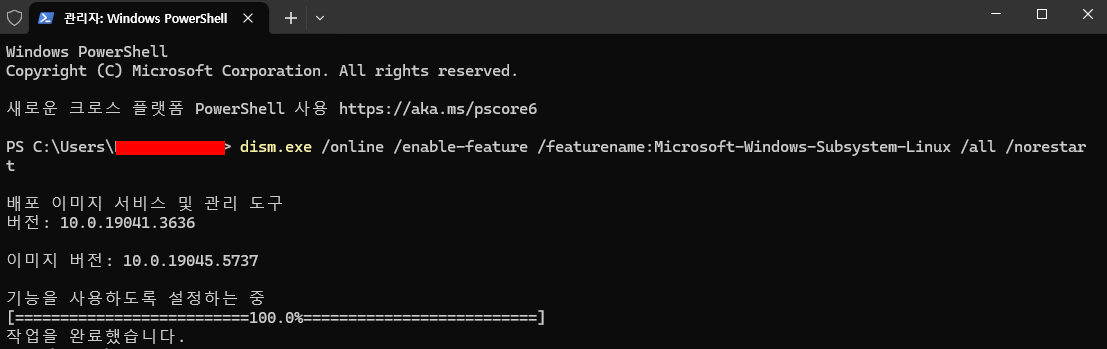 관리자: Windows PowerShell
Windows PowerShell
Copyright (C) Microsoft Corporation. All rights reserved.
새로운 크로스 플랫폼 PowerShell 사용 https://aka.ms/pscore6
PS C:\Users\> dism.exe /online /enable-feature /featurename:Microsoft-Windows-Subsystem-Linux /all /norestar
t
배포 이미지 서비스 및 관리 도구
버전: 10.0.19041.3636
이미지 버전: 10.0.19045.5737
기능을 사용하도록 설정하는 중
[==========================100.0%==========================]
작업을 완료했습니다.